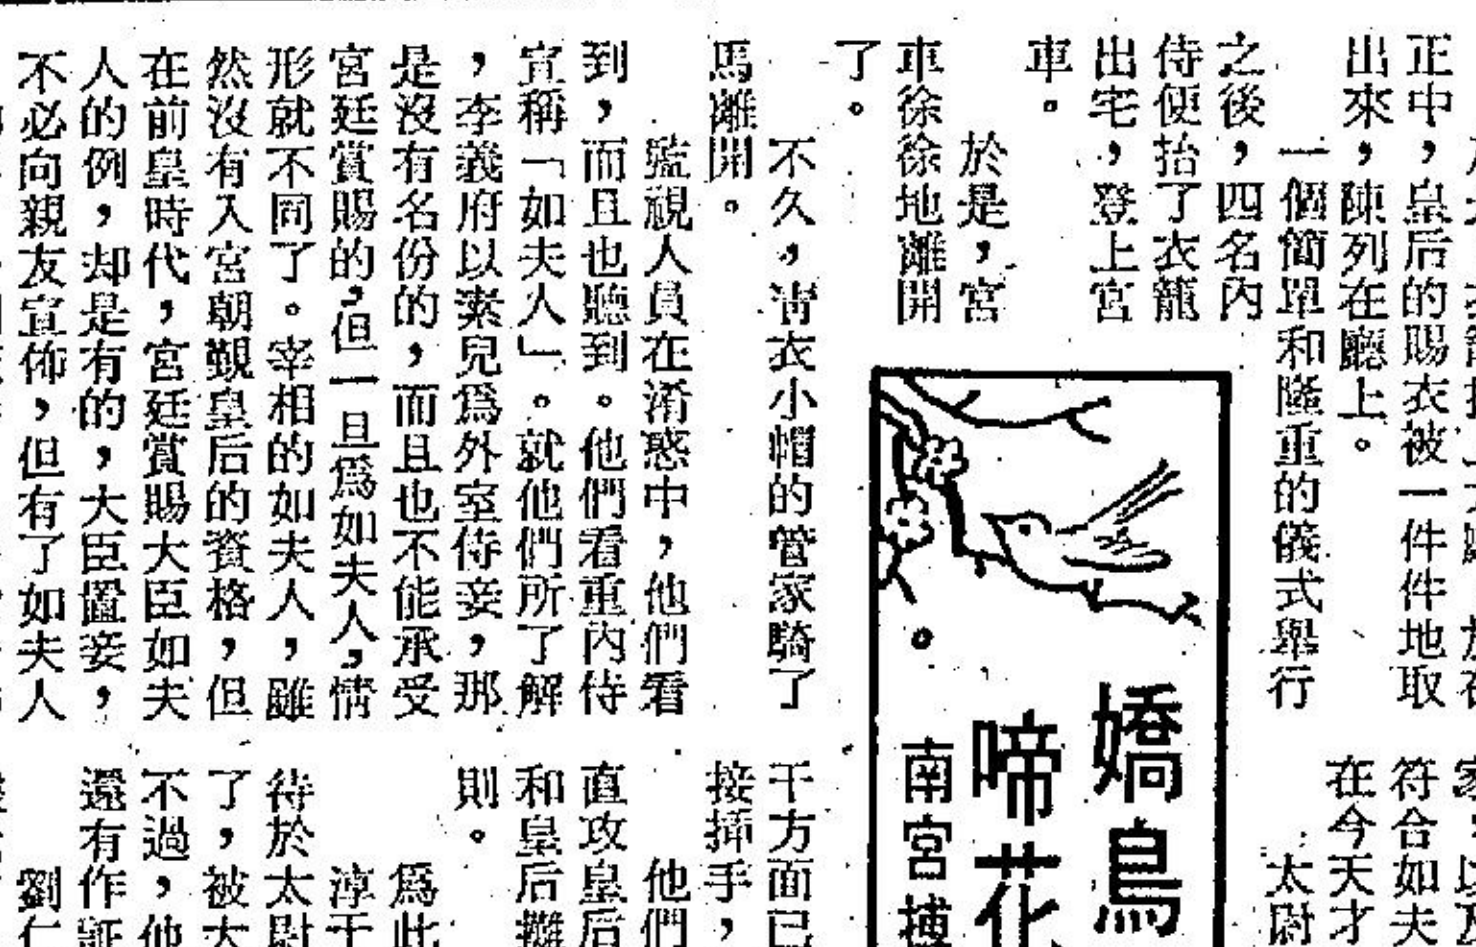 正中，皇后的賜衣被一件件地取
出來，陳列在廳上。
一個簡單和隆重的儀式舉行
之後，四名內
侍便抬了衣籠
出宅，登上宮
車。
於是，宮
車徐徐地離開
了。
不久，青衣小帽的管家騎了
馬離開。
監視人員在淆惑中，他們看
到，而且也聽到。他們看重內侍
宣稱「如夫人」。就他們所了解
，李義府以素兒爲外室侍妾，那
是沒有名份的，而且也不能承受
宮廷賞賜的，但一旦爲如夫人，情
形就不同了。宰相的如夫人，雖
然沒有入宮朝覲皇后的資格，但
在前皇時代，宮廷賞賜大臣如夫
人的例，却是有的，大臣置妾，
不必向親友宣佈，但有了如夫人
嬌鳥
啼花
南宮搏
符合如夫
在今天才
太尉
千方面已
接插手，
他們
直攻皇后
和皇后
則。
爲此
淳于
待於太尉
了，被大
不過，他
還有作証
劉仁